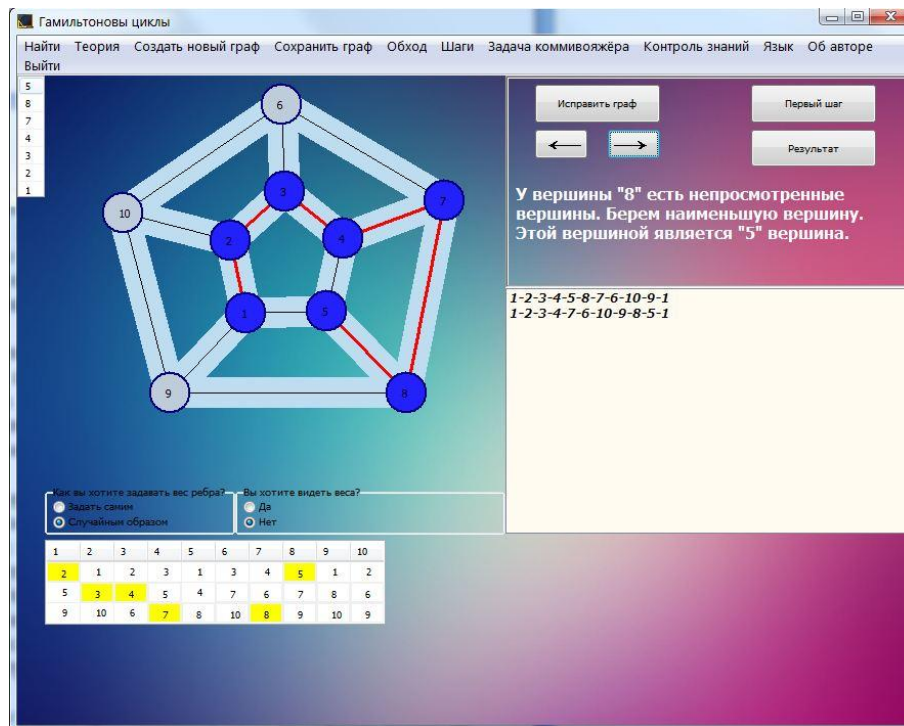 Гамильтоновы циклы
Найти Теория Создать новый граф Сохранить граф Обход Шаги Задача коммивояжёра Контроль знаний Язык Об авторе
Выйти
5
8
7
4
3
2
1
6
3
7
10
2
4
1
5
9
8
Исправить граф
Первый шаг
Результат
У вершины "8" есть непросмотренные
вершины. Берем наименьшую вершину.
Этой вершиной является "5" вершина.
1-2-3-4-5-8-7-6-10-9-1
1-2-3-4-7-6-10-9-8-5-1
Как вы хотите задавать вес ребра?
Задать самим
Случайным образом
Вы хотите видеть веса?
Да
Нет
1 2 3 4 5 6 7 8 9 10
2 1 2 3 1 3 4 5 1 2
5 3 4 5 4 7 6 7 8 6
9 10 6 7 8 10 8 9 10 9